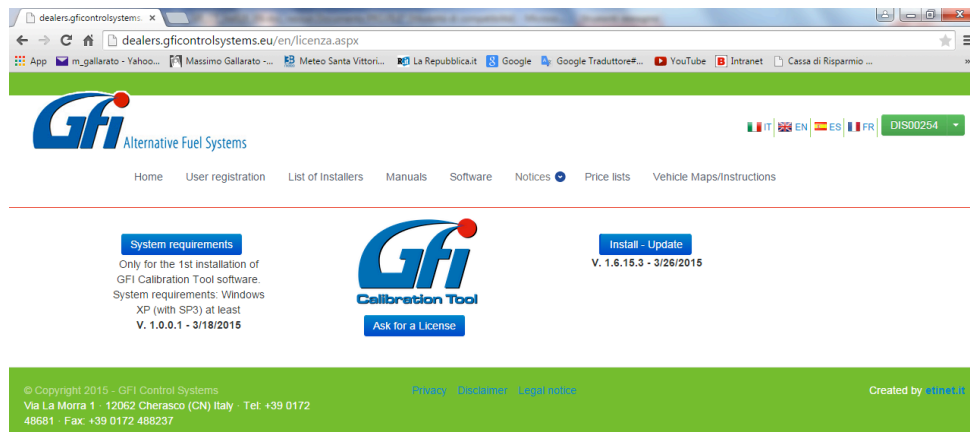 dealers.gficontrolsystems.
dealers.gficontrolsystems.eu/en/licenza.aspx
App m_gallarato - Yahoo... Massimo Gallarato -... Meteo Santa Vittori... La Repubblica.it Google Google Traduttore#... YouTube Intranet Cassa di Risparmio ... »
Gfi Alternative Fuel Systems
IT EN ES FR DIS00254
Home User registration List of Installers Manuals Software Notices Price lists Vehicle Maps/Instructions
System requirements
Only for the 1st installation of
GFI Calibration Tool software.
System requirements: Windows
XP (with SP3) at least
V. 1.0.0.1 - 3/18/2015
Gfi
Calibration Tool
Ask for a License
Install - Update
V. 1.6.15.3 - 3/26/2015
© Copyright 2015 - GFI Control Systems
Via La Morra 1 - 12062 Cherasco (CN) Italy - Tel: +39 0172
48681 - Fax: +39 0172 488237
Privacy Disclaimer Legal notice
Created by etinet.it